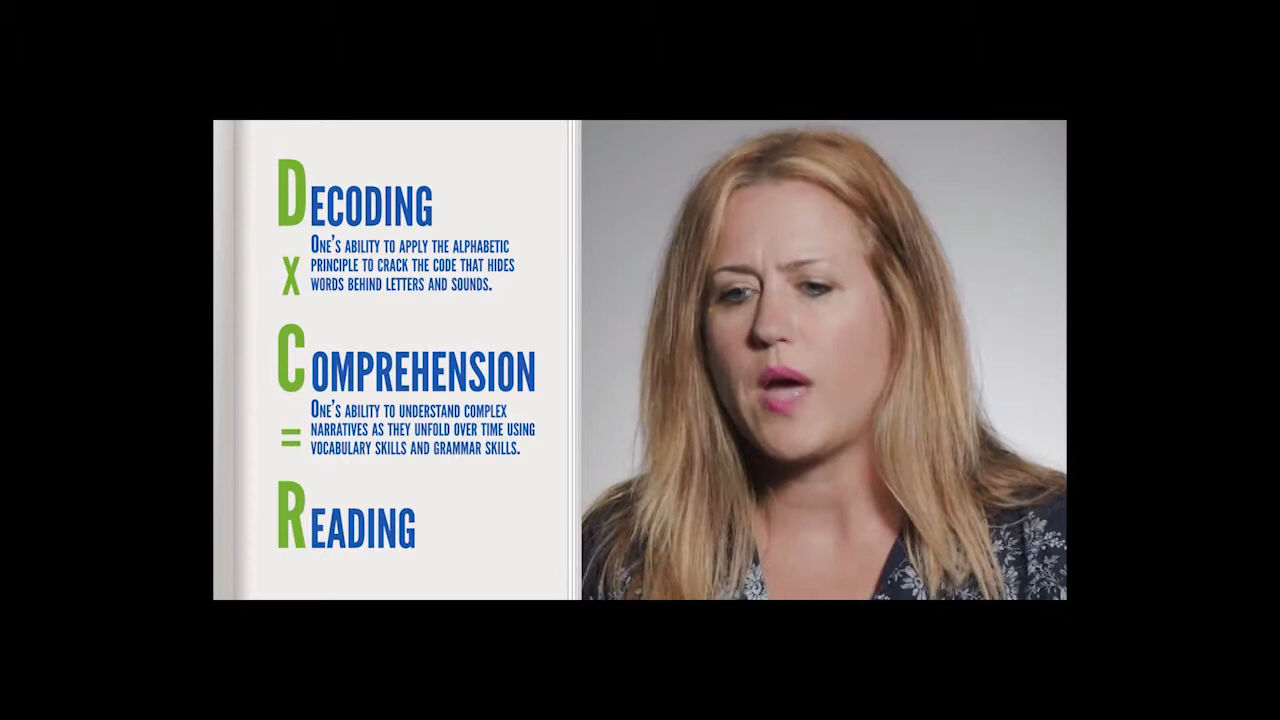 DECODING
ONE'S ABILITY TO APPLY THE ALPHABETIC
PRINCIPLE TO CRACK THE CODE THAT HIDES
WORDS BEHIND LETTERS AND SOUNDS.
X
COMPREHENSION
ONE'S ABILITY TO UNDERSTAND COMPLEX
NARRATIVES AS THEY UNFOLD OVER TIME USING
VOCABULARY SKILLS AND GRAMMAR SKILLS.
=
READING